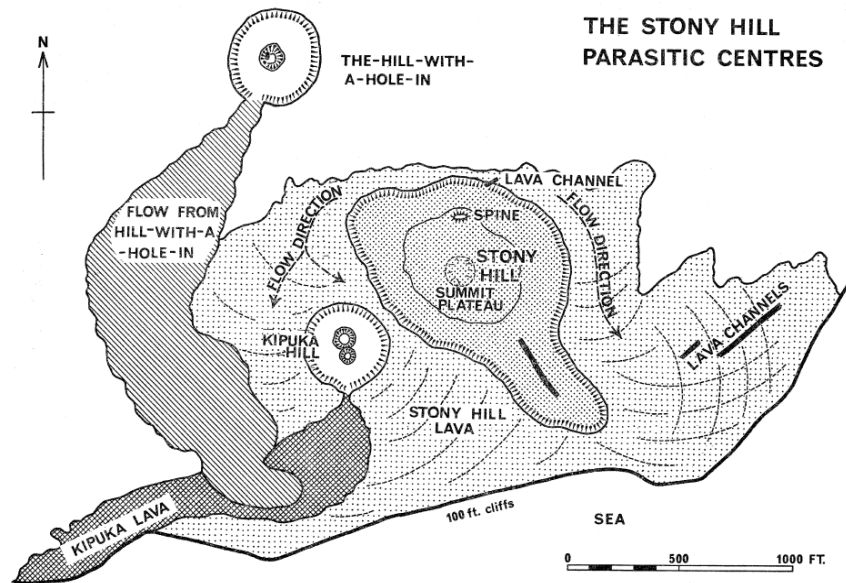 THE STONY HILL
PARASITIC CENTRES
N
THE-HILL-WITH-
A-HOLE-IN
LAVA CHANNEL
FLOW FROM
HILL-WITH-A
-HOLE-IN
FLOW DIRECTION
SPINE
FLOW DIRECTION
STONY
HILL
SUMMIT
PLATEAU
KIPUKA
HILL
LAVA CHANNELS
STONY HILL
LAVA
KIPUKA LAVA
100 ft. cliffs
SEA
0 500 1000 FT.